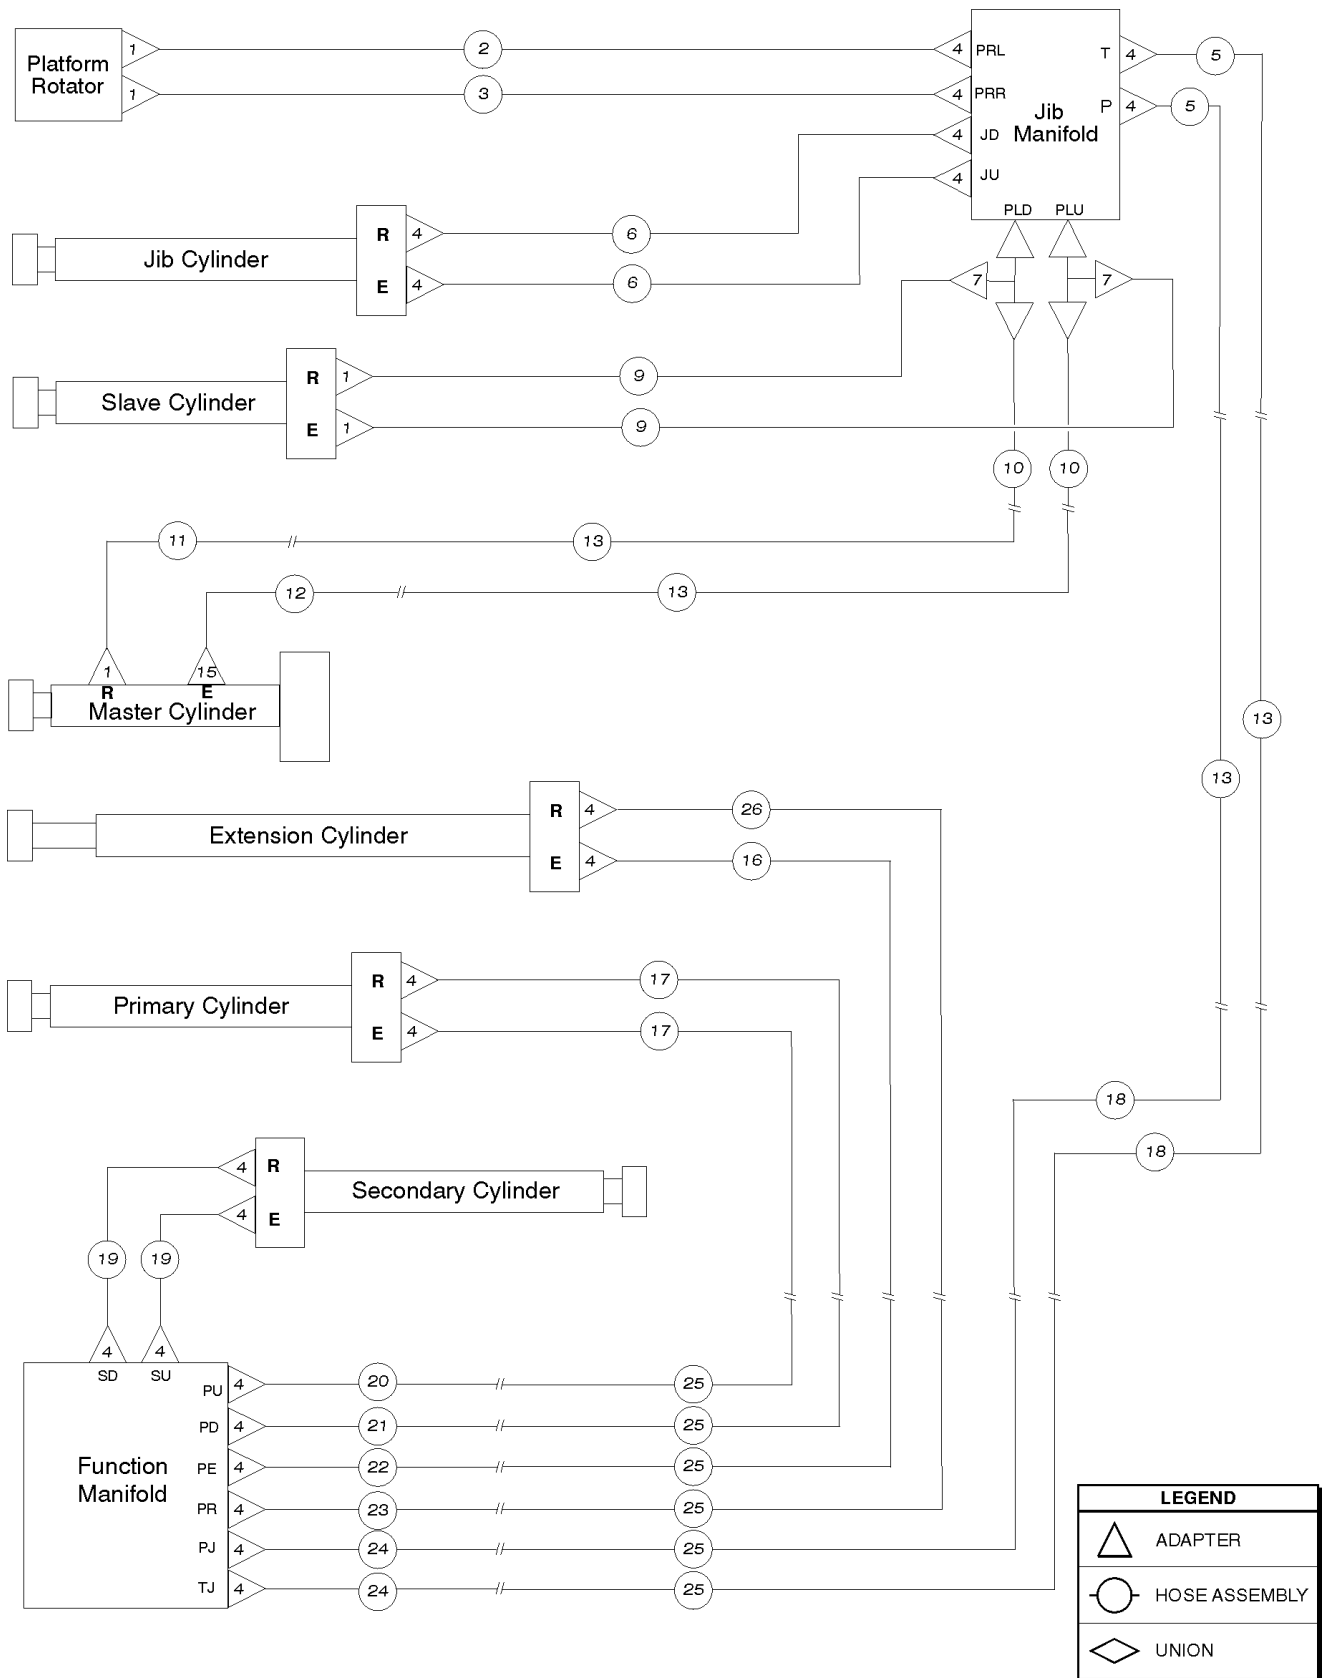 Platform
Rotator
1
1
2
3
4
PRL
4
PRR
4
JD
4
JU
Jib
Manifold
T
4
5
P
4
5
PLD
PLU
Jib Cylinder
R
4
6
E
4
6
7
7
Slave Cylinder
R
1
9
E
1
9
10
10
11
13
12
13
1
R
15
E
Master Cylinder
13
13
Extension Cylinder
R
4
26
E
4
16
Primary Cylinder
R
4
17
E
4
17
18
18
4
R
4
E
Secondary Cylinder
19
19
4
SD
4
SU
Function
Manifold
PU
4
20
25
PD
4
21
25
PE
4
22
25
PR
4
23
25
PJ
4
24
25
TJ
4
24
25
LEGEND
ADAPTER
HOSE ASSEMBLY
UNION